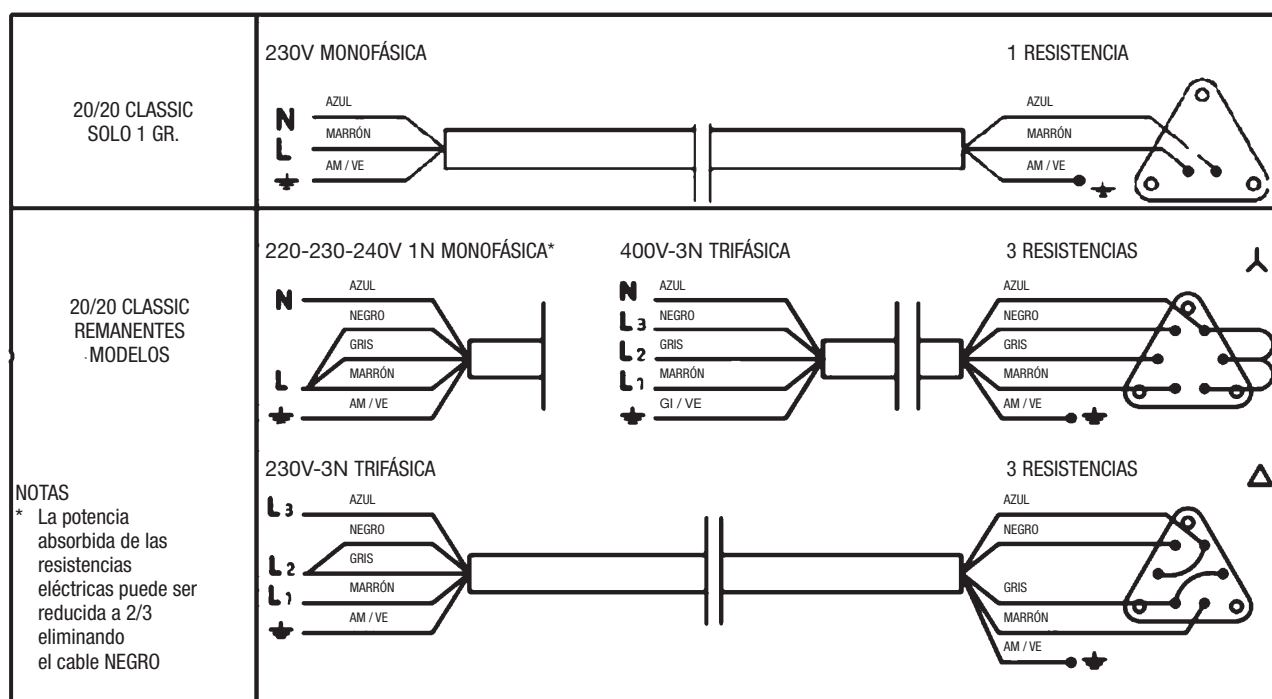 20/20 CLASSIC
SOLO 1 GR.
230V MONOFÁSICA
1 RESISTENCIA
N
AZUL
L
MARRÓN
AM / VE
AZUL
MARRÓN
AM / VE
20/20 CLASSIC
REMANENTES
MODELOS
220-230-240V 1N MONOFÁSICA*
N
AZUL
NEGRO
GRIS
L
MARRÓN
AM / VE
400V-3N TRIFÁSICA
N
AZUL
L3
NEGRO
L2
GRIS
L1
MARRÓN
GI / VE
3 RESISTENCIAS
AZUL
NEGRO
GRIS
MARRÓN
AM / VE
NOTAS
* La potencia
absorbida de las
resistencias
eléctricas puede ser
reducida a 2/3
eliminando
el cable NEGRO
230V-3N TRIFÁSICA
L3
AZUL
NEGRO
L2
GRIS
L1
MARRÓN
AM / VE
3 RESISTENCIAS
AZUL
NEGRO
GRIS
MARRÓN
AM / VE